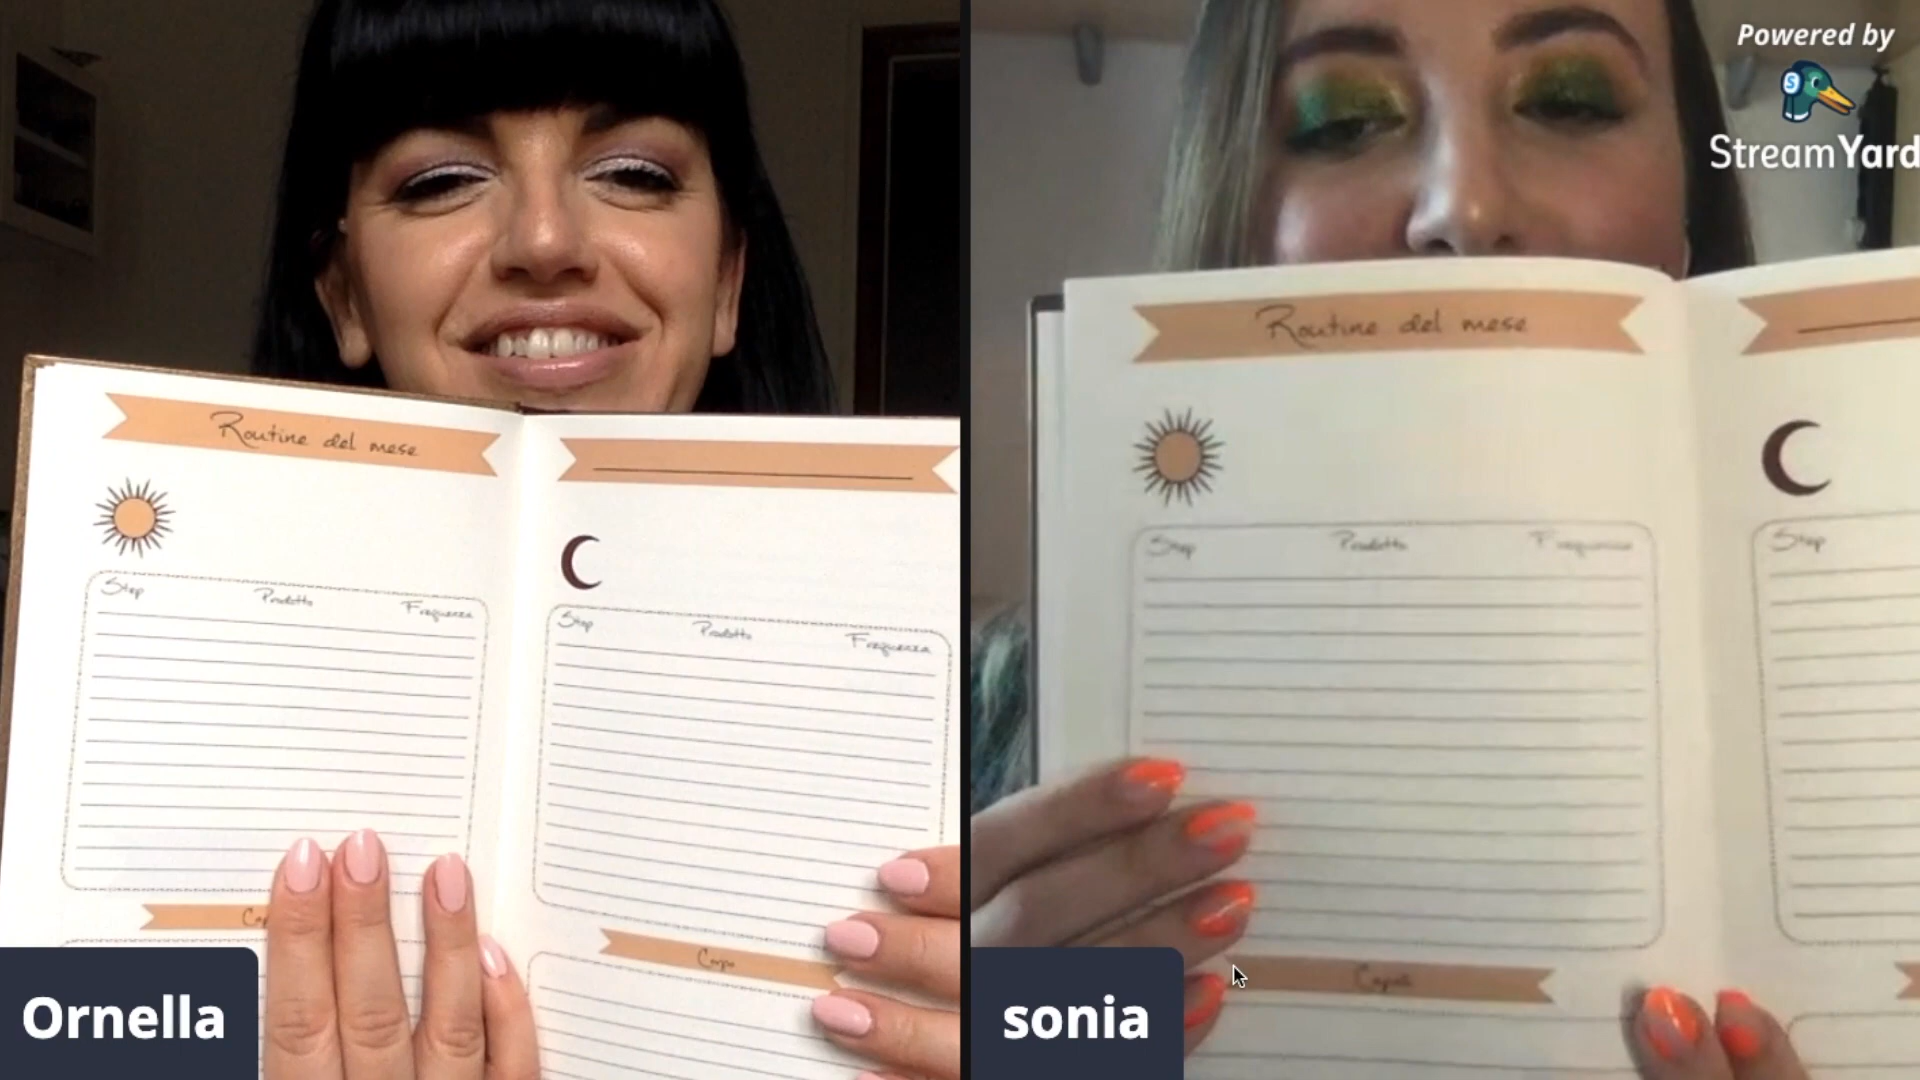 Powered by
StreamYard
Routine del mese
Step Prodotto Frequenza
Step Prodotto Frequenza
Corpo
Ornella
Routine del mese
Step Prodotto Frequenza
Step
Capelli
sonia